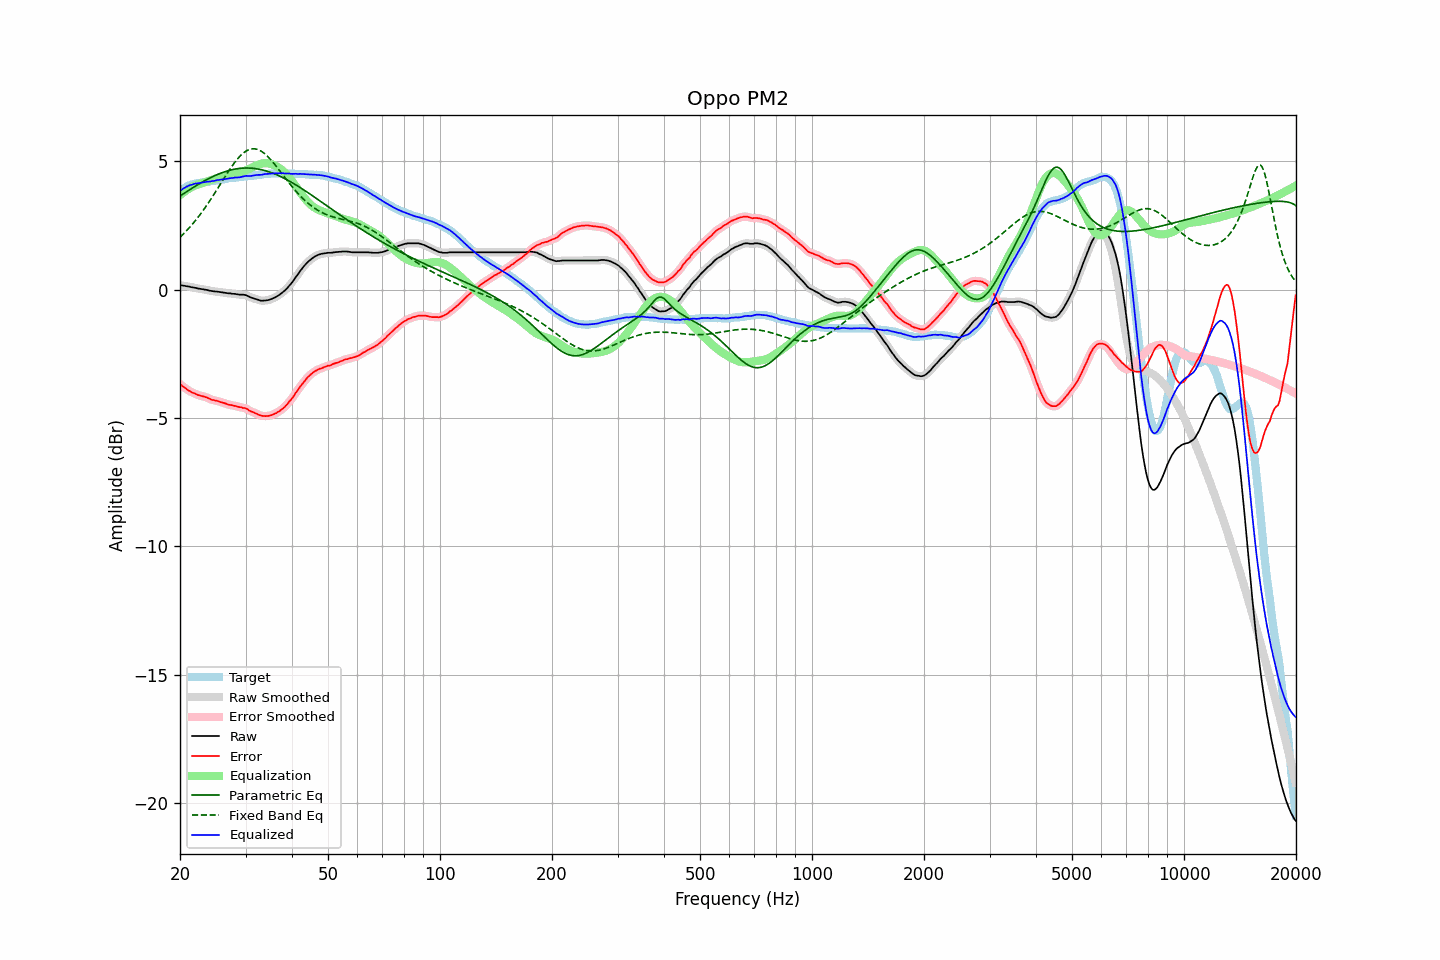 Oppo PM2
Amplitude (dBr)
5
0
−5
−10
−15
−20
Target
Raw Smoothed
Error Smoothed
Raw
Error
Equalization
Parametric Eq
Fixed Band Eq
Equalized
20 50 100 200 500 1000 2000 5000 10000 20000
Frequency (Hz)